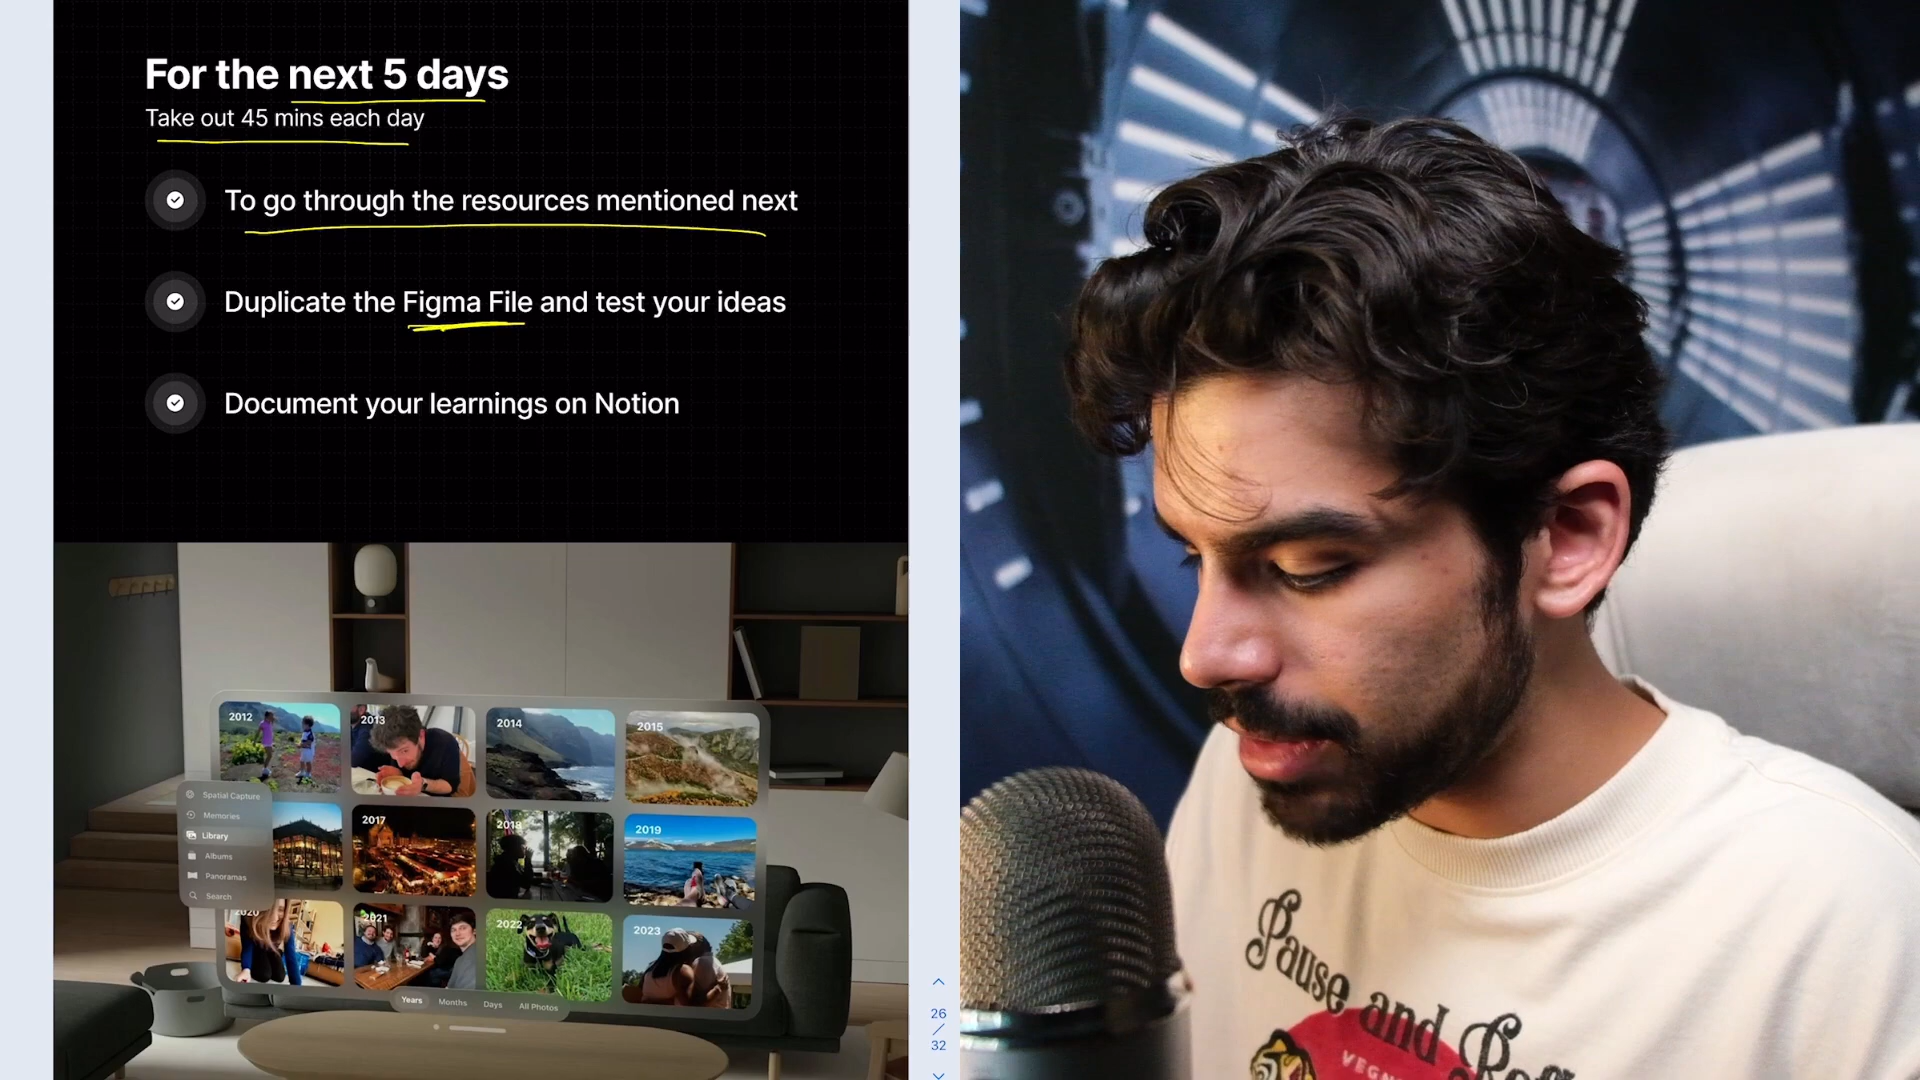 For the next 5 days
Take out 45 mins each day
To go through the resources mentioned next
Duplicate the Figma File and test your ideas
Document your learnings on Notion
2012
2013
2014
2015
Spatial Capture
Memories
Library
Albums
Panoramas
Search
2017
2018
2019
2020
2021
2022
2023
Years
Months
Days
All Photos
26
/
32
Pause and